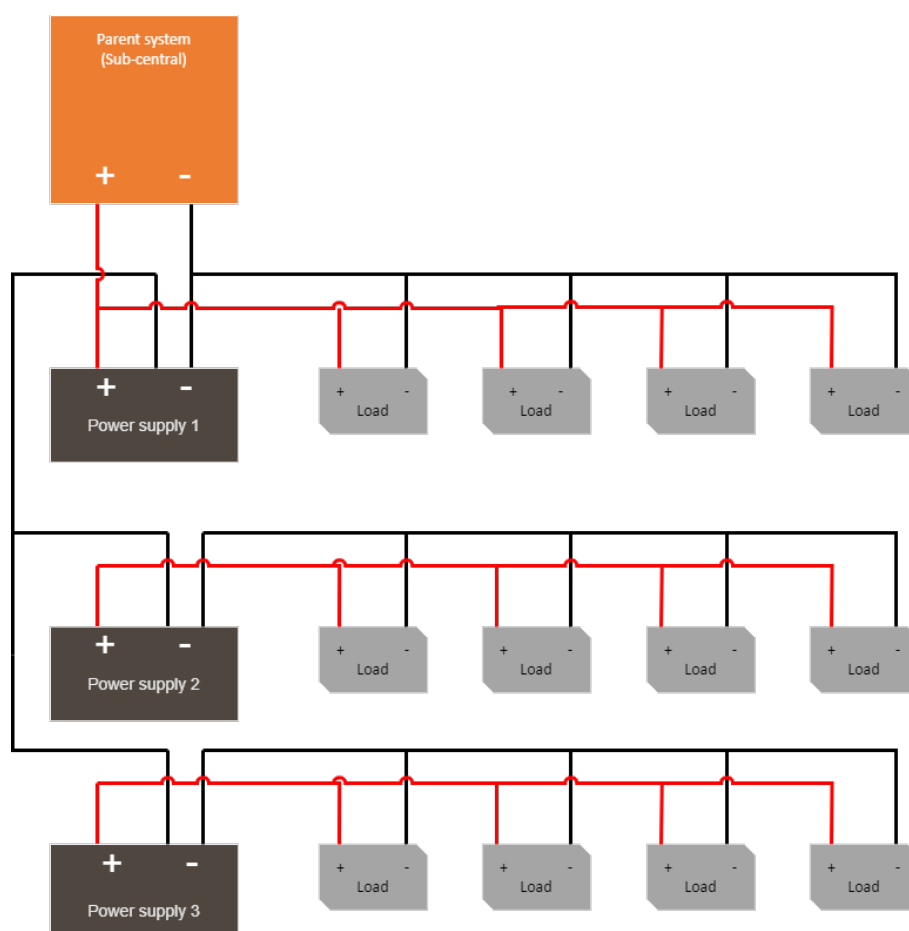 Parent system
(Sub-central)
+ -
+ -
Power supply 1
+ -
Load
+ -
Load
+ -
Load
+ -
Load
+ -
Power supply 2
+ -
Load
+ -
Load
+ -
Load
+ -
Load
+ -
Power supply 3
+ -
Load
+ -
Load
+ -
Load
+ -
Load